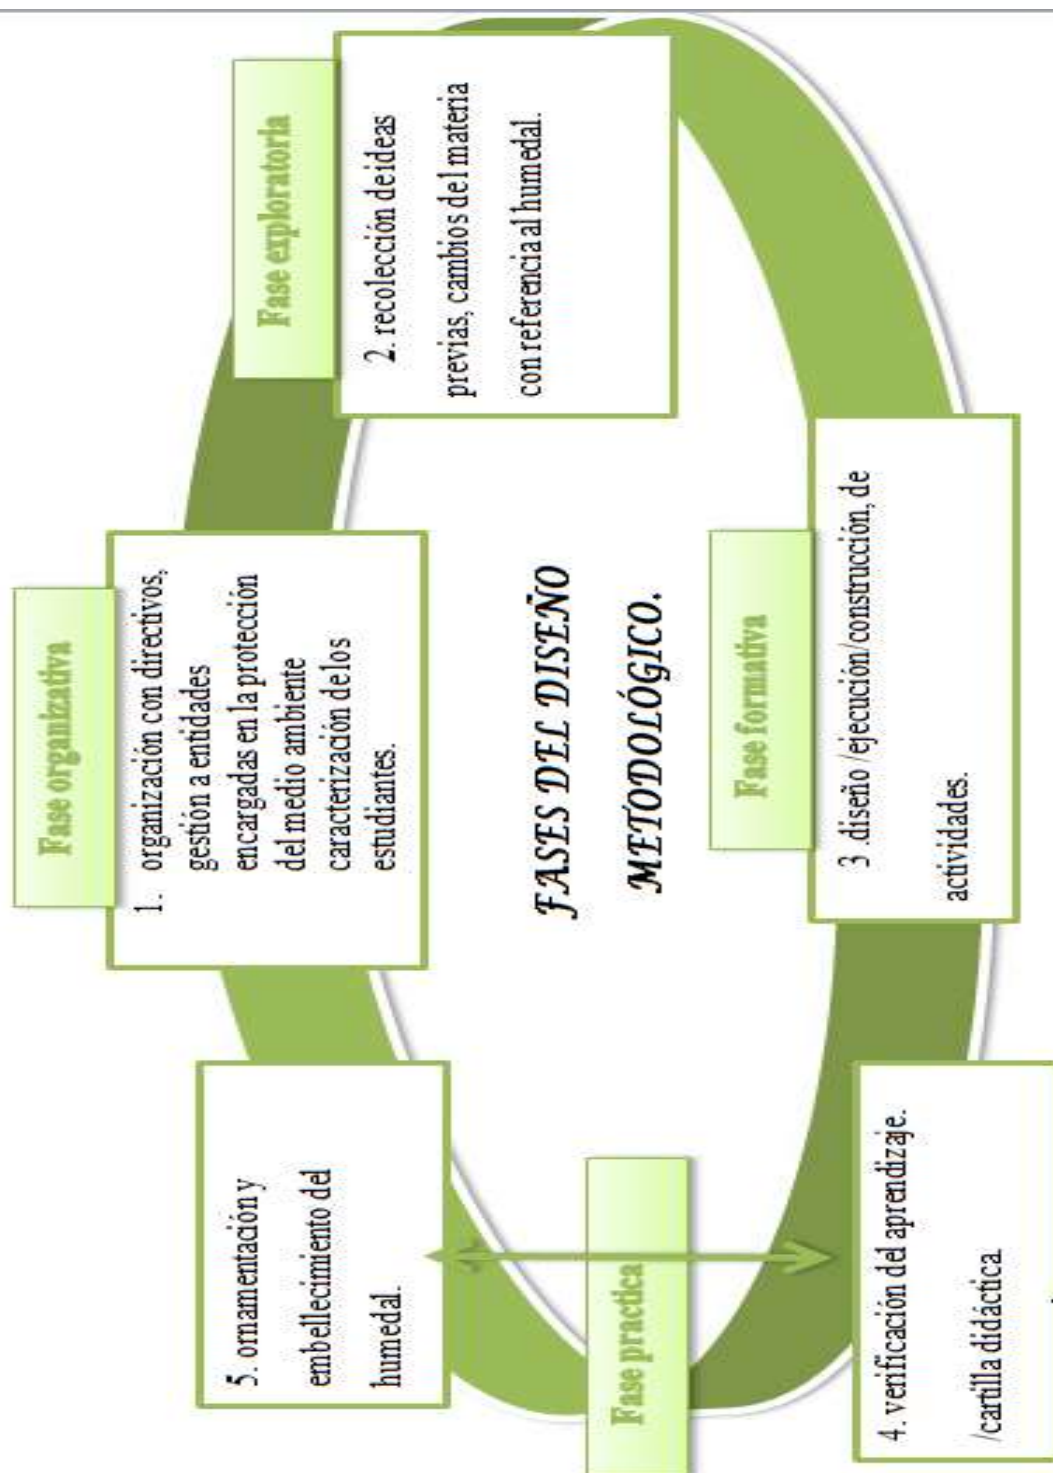 Fase organizativa
1. organización con directivos,
gestión a entidades
encargadas en la protección
del medio ambiente
caracterización de los
estudiantes.
Fase exploratoria
2. recolección de ideas
previas, cambios del materia
con referencia al humedal.
FASES DEL DISEÑO
METODOLÓGICO.
Fase formativa
3 .diseño /ejecución/construcción, de
actividades.
Fase practica
4. verificación del aprendizaje.
/cartilla didáctica
5. ornamentación y
embellecimiento del
humedal.